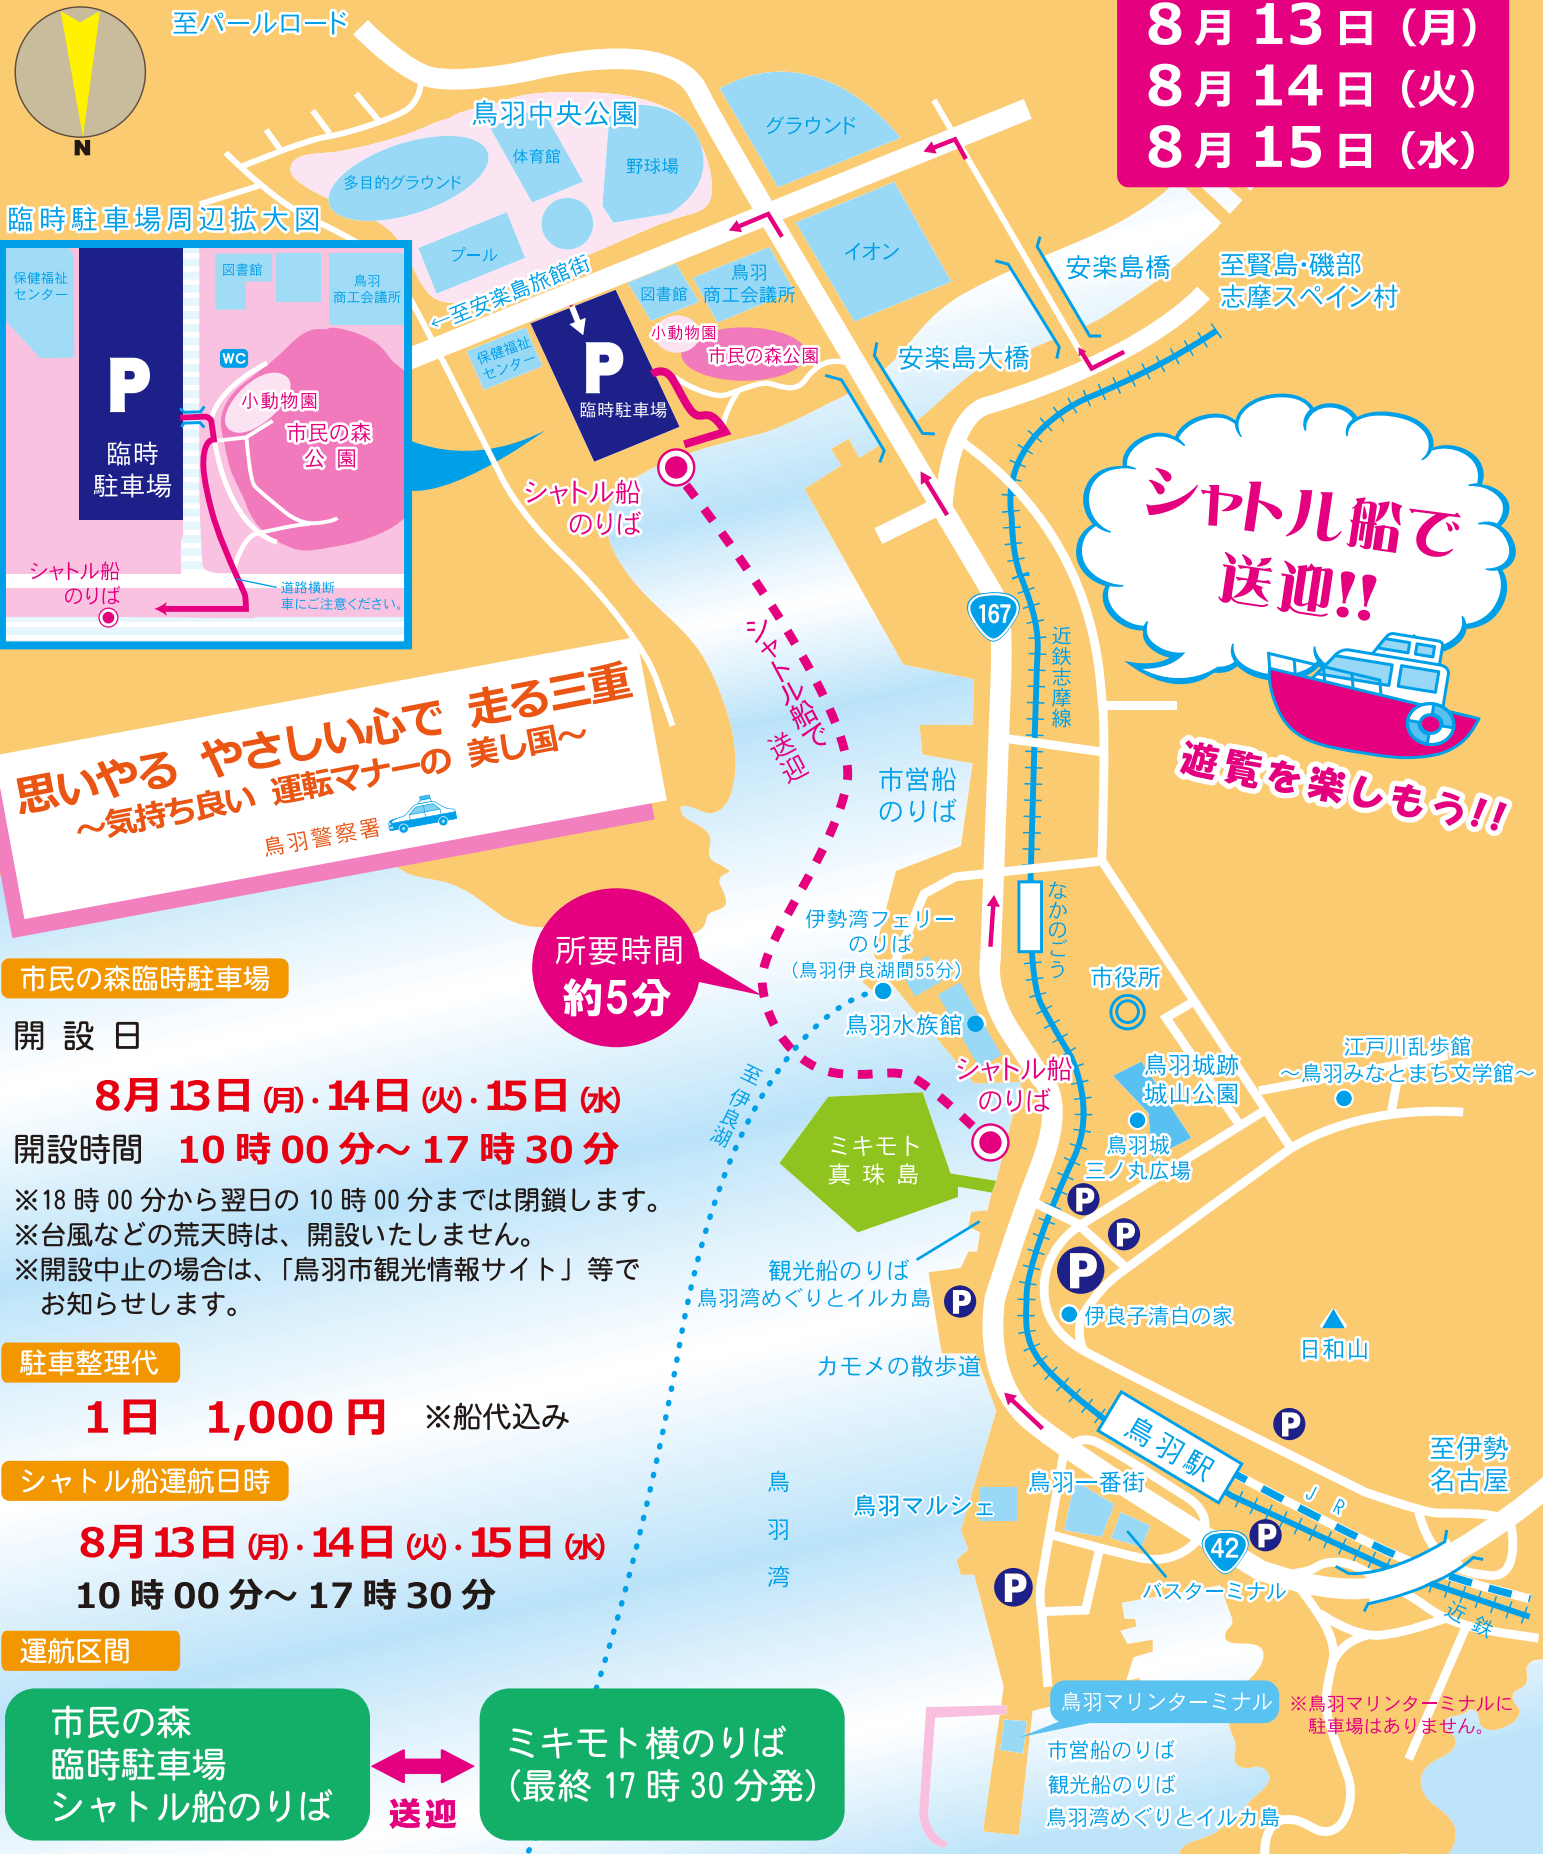 至パールロード
8月13日（月）
8月14日（火）
8月15日（水）
N
鳥羽中央公園
体育館
野球場
多目的グラウンド
プール
グラウンド
イオン
臨時駐車場周辺拡大図
保健福祉
センター
図書館
鳥羽
商工会議所
P
臨時
駐車場
WC
小動物園
市民の森
公園
シャトル船
のりば
道路横断
車にご注意ください。
←至安楽島旅館街
図書館
鳥羽
商工会議所
小動物園
市民の森公園
保健福祉
センター
P
臨時駐車場
シャトル船
のりば
安楽島橋
安楽島大橋
至賢島・磯部
志摩スペイン村
シャトル船で
送迎!!
遊覧を楽しもう!!
167
近鉄志摩線
シャトル船で
送迎
思いやる やさしい心で 走る三重
〜気持ち良い 運転マナーの 美し国〜
鳥羽警察署
市営船
のりば
なかのごう
伊勢湾フェリー
のりば
（鳥羽伊良湖間55分）
所要時間
約5分
鳥羽水族館
市役所
シャトル船
のりば
鳥羽城跡
城山公園
鳥羽城
三ノ丸広場
江戸川乱歩館
〜鳥羽みなとまち文学館〜
至伊良湖
ミキモト
真珠島
P
P
P
観光船のりば
鳥羽湾めぐりとイルカ島
P
伊良子清白の家
日和山
カモメの散歩道
P
鳥羽駅
至伊勢
名古屋
JR
鳥羽一番街
鳥羽マルシェ
鳥羽湾
42
P
P
バスターミナル
近鉄
鳥羽マリンターミナル
※鳥羽マリンターミナルに
駐車場はありません。
市営船のりば
観光船のりば
鳥羽湾めぐりとイルカ島
市民の森臨時駐車場
開設日
8月13日(月)・14日(火)・15日(水)
開設時間 10時00分〜17時30分
※18時00分から翌日の10時00分までは閉鎖します。
※台風などの荒天時は、開設いたしません。
※開設中止の場合は、「鳥羽市観光情報サイト」等で
お知らせします。
駐車整理代
1日 1,000円 ※船代込み
シャトル船運航日時
8月13日(月)・14日(火)・15日(水)
10時00分〜17時30分
運航区間
市民の森
臨時駐車場
シャトル船のりば
送迎
ミキモト横のりば
（最終17時30分発）